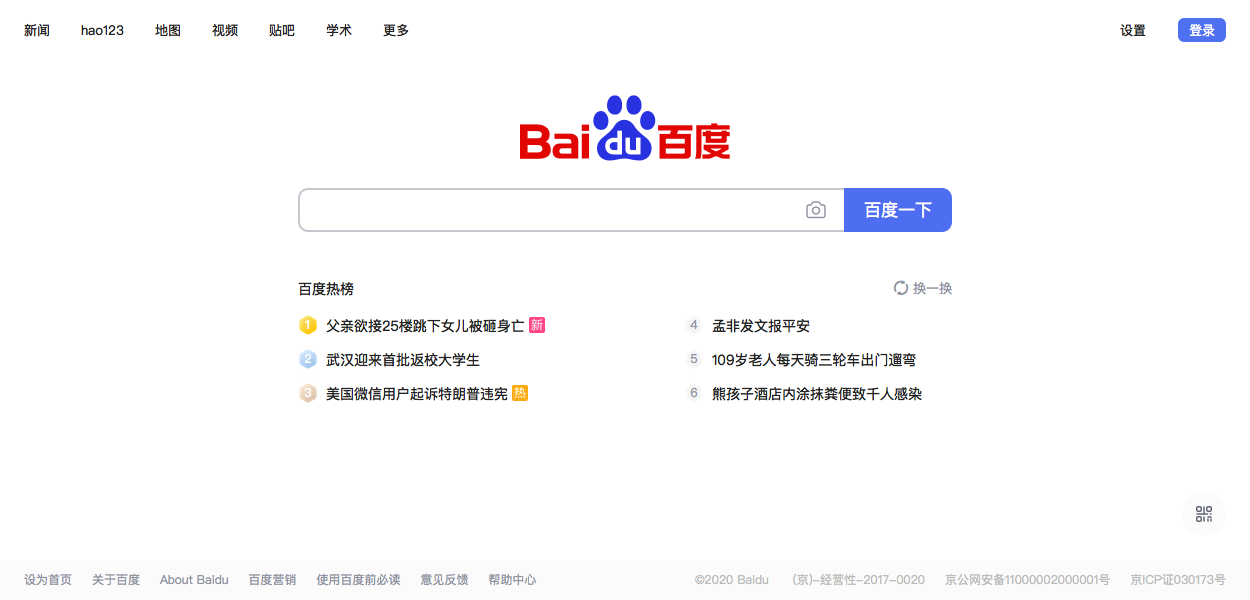 新闻 hao123 地图 视频 贴吧 学术 更多 设置 登录
Bai du 百度
百度一下
百度热榜 换一换
1 父亲欲接25楼跳下女儿被砸身亡 新
2 武汉迎来首批返校大学生
3 美国微信用户起诉特朗普违宪 热
4 孟非发文报平安
5 109岁老人每天骑三轮车出门遛弯
6 熊孩子酒店内涂抹粪便致千人感染
设为首页 关于百度 About Baidu 百度营销 使用百度前必读 意见反馈 帮助中心 ©2020 Baidu (京)-经营性-2017-0020 京公网安备11000002000001号 京ICP证030173号